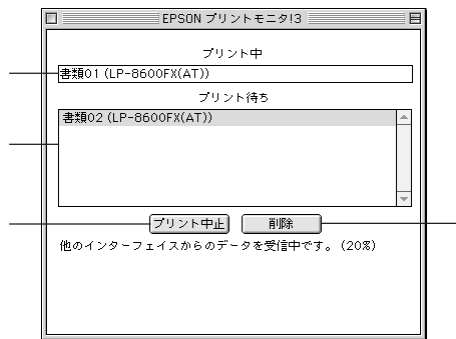 EPSON プリントモニタ!3
プリント中
書類01 (LP-8600FX(AT))
プリント待ち
書類02 (LP-8600FX(AT))
プリント中止
削除
他のインターフェイスからのデータを受信中です。(20%)